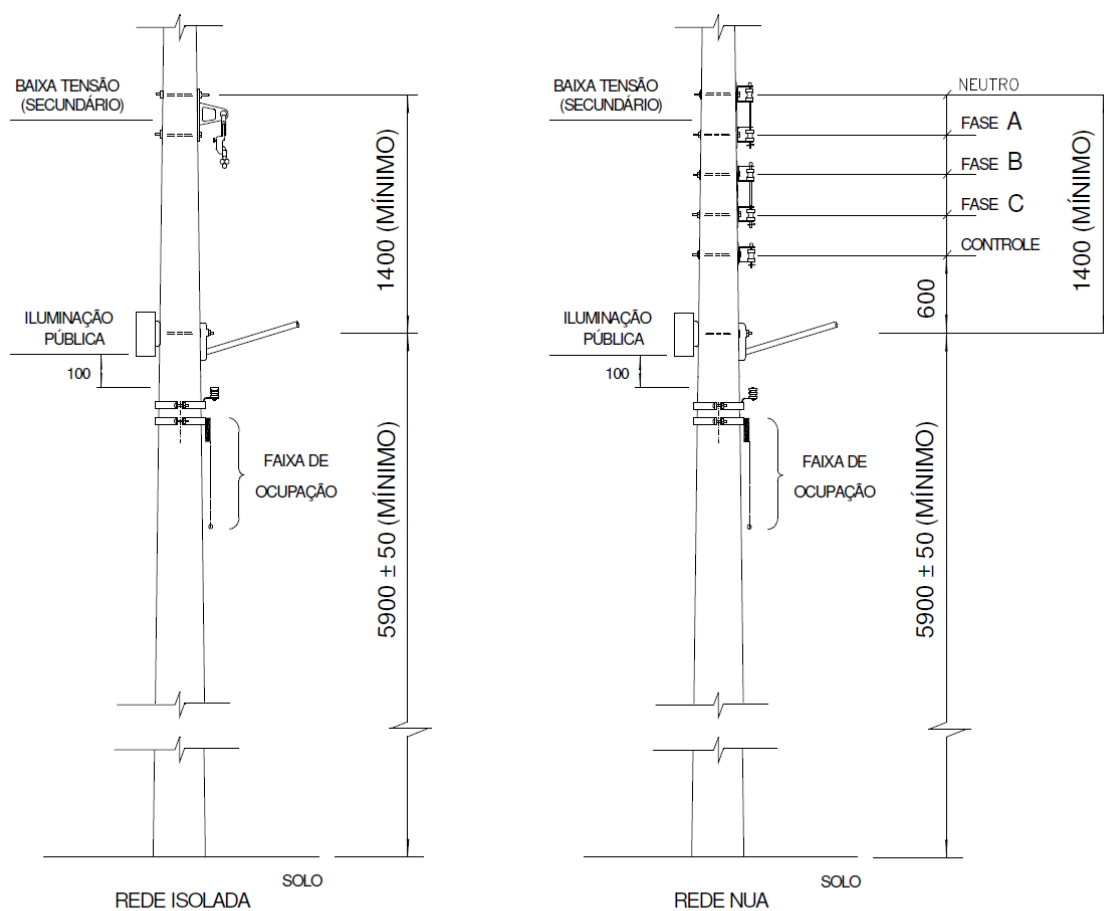 BAIXA TENSÃO
(SECUNDÁRIO)
1400 (MÍNIMO)
ILUMINAÇÃO
PÚBLICA
100
FAIXA DE
OCUPAÇÃO
5900 ± 50 (MÍNIMO)
SOLO
REDE ISOLADA
BAIXA TENSÃO
(SECUNDÁRIO)
NEUTRO
FASE A
FASE B
FASE C
CONTROLE
600
1400 (MÍNIMO)
ILUMINAÇÃO
PÚBLICA
100
FAIXA DE
OCUPAÇÃO
5900 ± 50 (MÍNIMO)
SOLO
REDE NUA